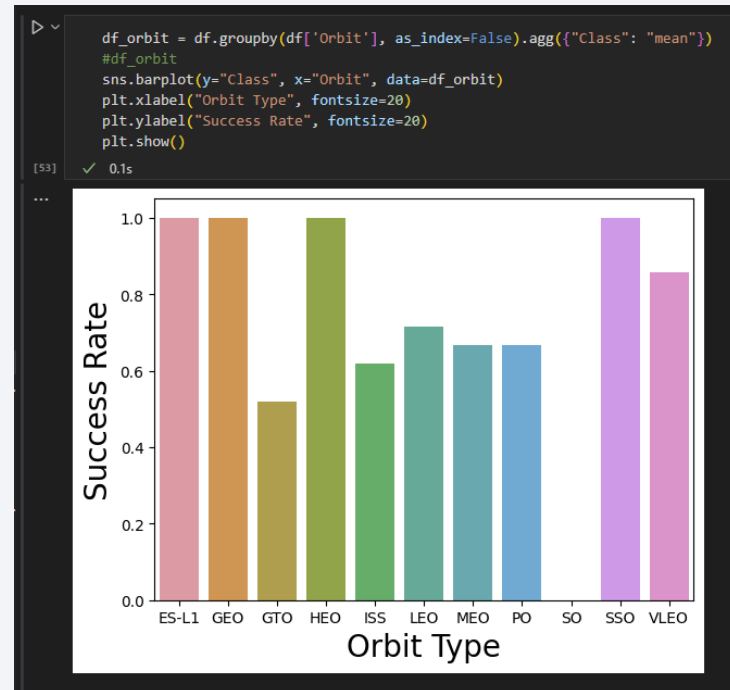 df_orbit = df.groupby(df['Orbit'], as_index=False).agg({"Class": "mean"})
#df_orbit
sns.barplot(y="Class", x="Orbit", data=df_orbit)
plt.xlabel("Orbit Type", fontsize=20)
plt.ylabel("Success Rate", fontsize=20)
plt.show()
[53] ✓ 0.1s
...
Success Rate
1.0
0.8
0.6
0.4
0.2
0.0
ES-L1 GEO GTO HEO ISS LEO MEO PO SO SSO VLEO
Orbit Type